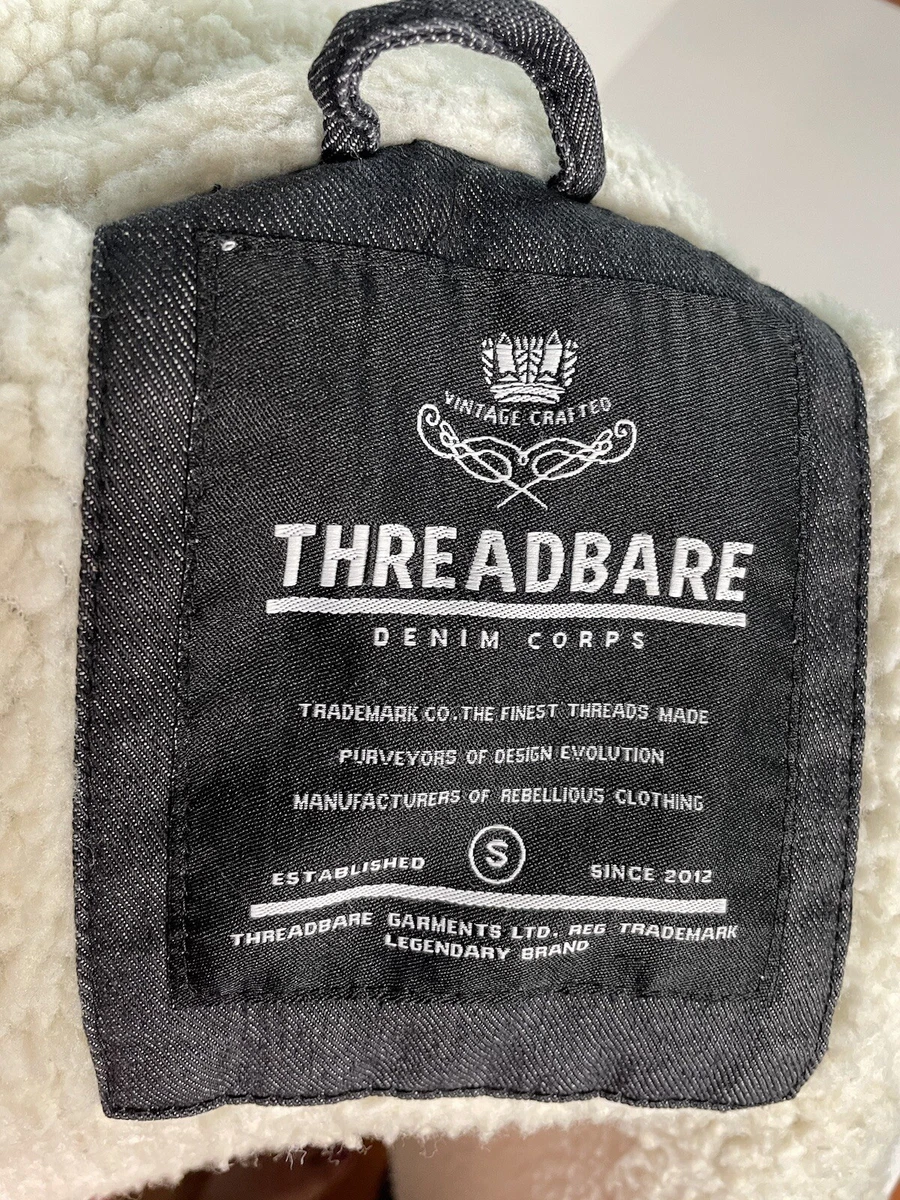 VINTAGE CRAFTED
THREADBARE
DENIM CORPS
TRADEMARK CO.THE FINEST THREADS MADE
PURVEYORS OF DESIGN EVOLUTION
MANUFACTURERS OF REBELLIOUS CLOTHING
ESTABLISHED S SINCE 2012
THREADBARE GARMENTS LTD. REG TRADEMARK
LEGENDARY BRAND